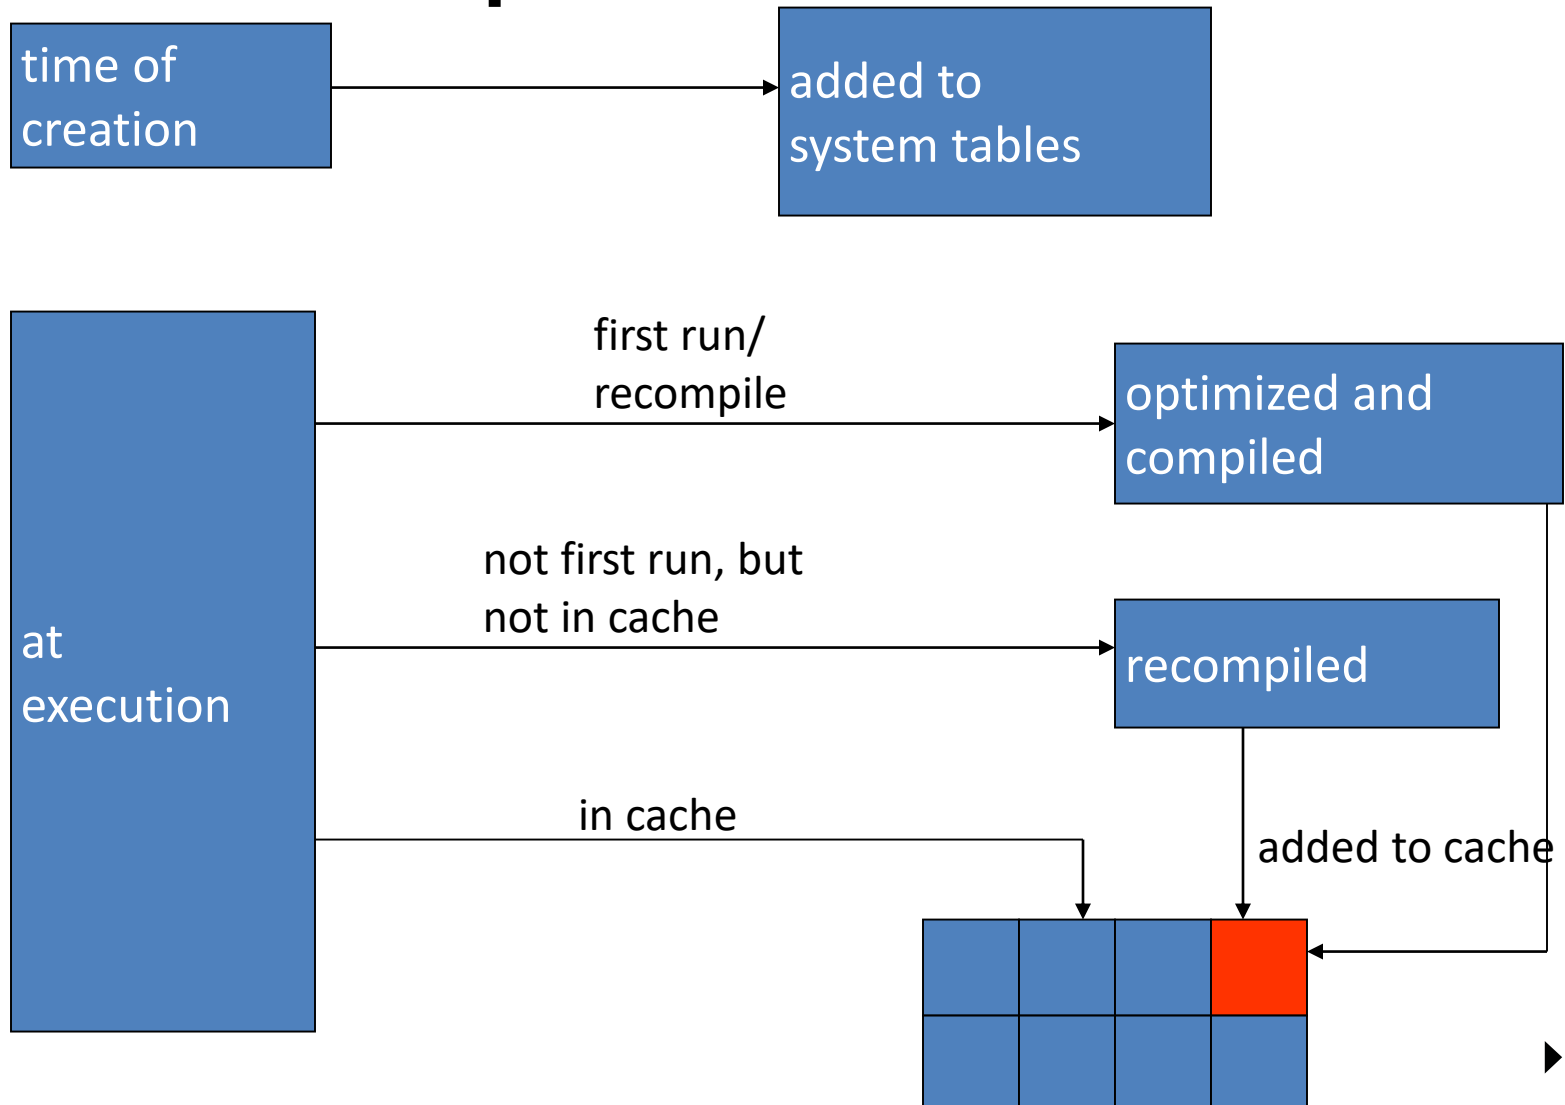 time of
creation
added to
system tables
first run/
recompile
optimized and
compiled
not first run, but
not in cache
at
execution
recompiled
in cache
added to cache